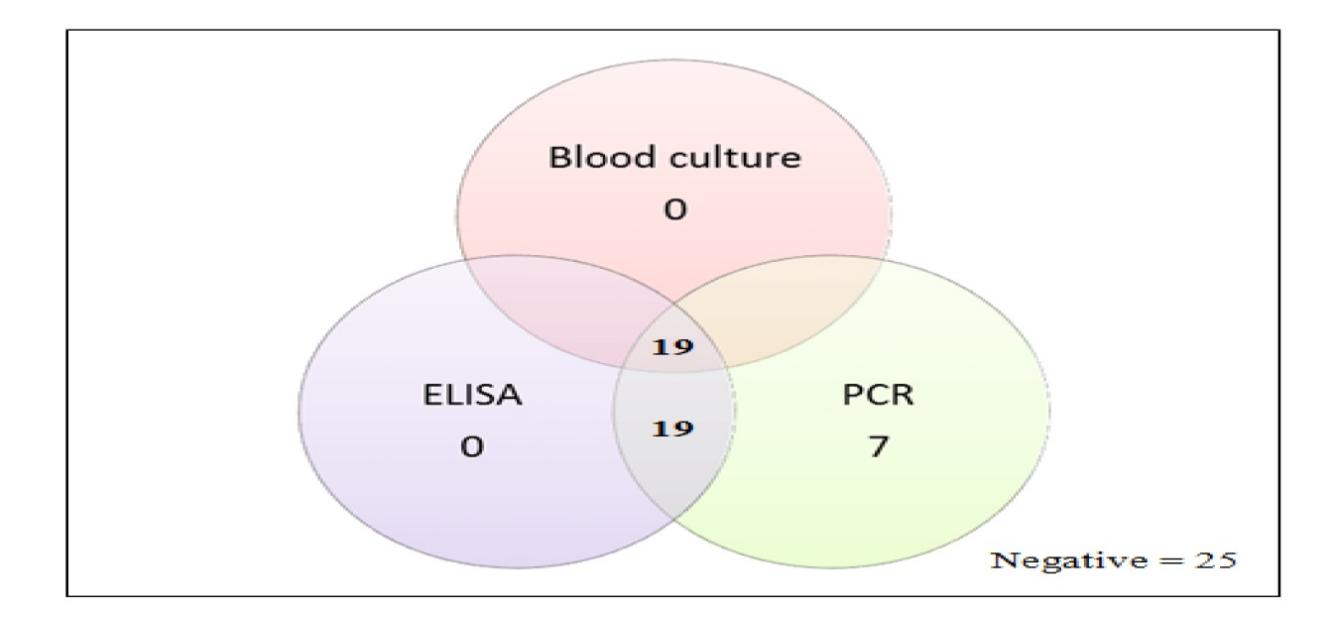 Blood culture
0
19
ELISA
0
19
PCR
7
Negative = 25